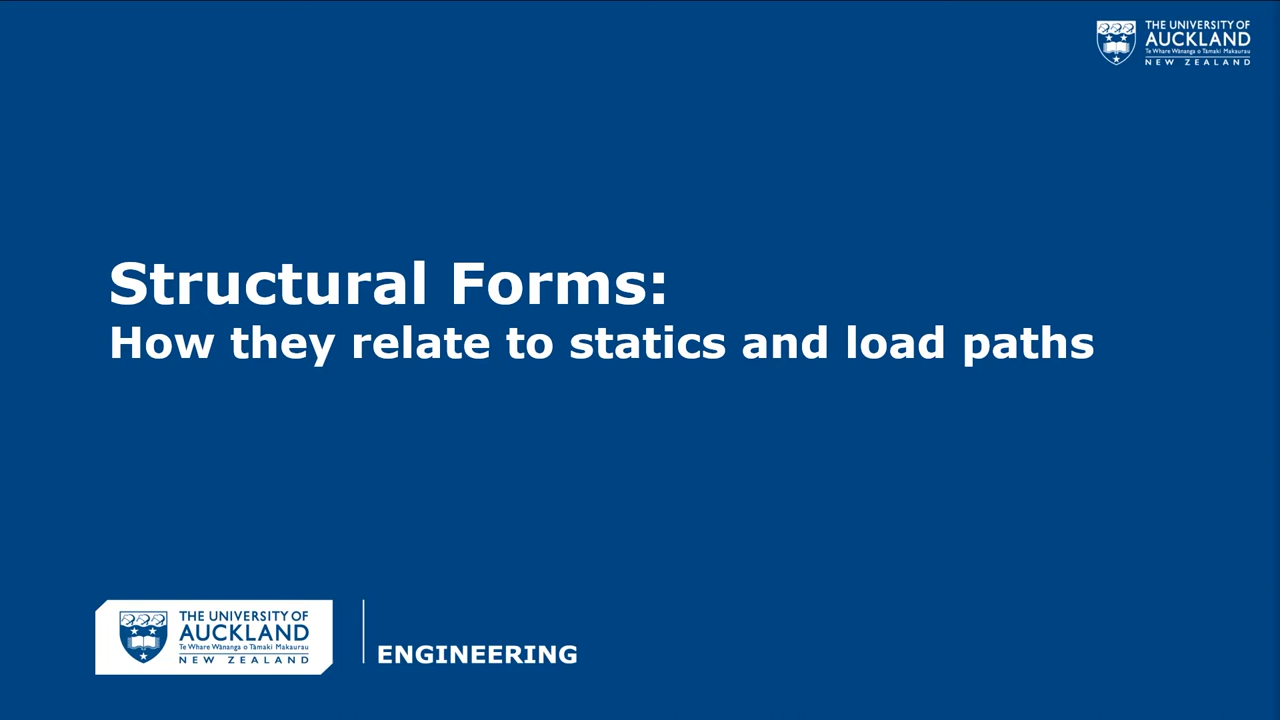 THE UNIVERSITY OF
AUCKLAND
Te Whare Wānanga o Tāmaki Makaurau
NEW ZEALAND
Structural Forms:
How they relate to statics and load paths
THE UNIVERSITY OF
AUCKLAND
Te Whare Wānanga o Tāmaki Makaurau
NEW ZEALAND
ENGINEERING